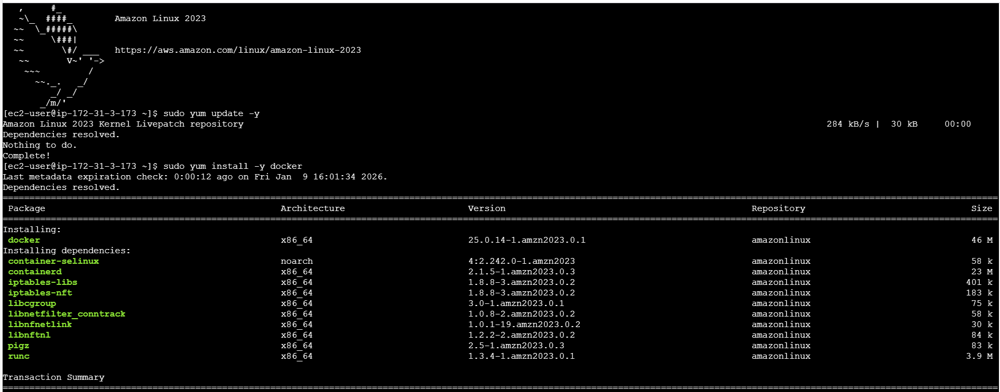 ,     #_
   ~\_  ####_        Amazon Linux 2023
  ~~  \_#####\
  ~~     \###|
  ~~       \#/ ___   https://aws.amazon.com/linux/amazon-linux-2023
   ~~       V~' '->
    ~~~         /
      ~~._.   _/
         _/ _/
       _/m/'
[ec2-user@ip-172-31-3-173 ~]$ sudo yum update -y
Amazon Linux 2023 Kernel Livepatch repository 284 kB/s | 30 kB 00:00
Dependencies resolved.
Nothing to do.
Complete!
[ec2-user@ip-172-31-3-173 ~]$ sudo yum install -y docker
Last metadata expiration check: 0:00:12 ago on Fri Jan  9 16:01:34 2026.
Dependencies resolved.
Package Architecture Version Repository Size
Installing:
docker x86_64 25.0.14-1.amzn2023.0.1 amazonlinux 46 M
Installing dependencies:
container-selinux noarch 4:2.242.0-1.amzn2023 amazonlinux 58 k
containerd x86_64 2.1.5-1.amzn2023.0.3 amazonlinux 23 M
iptables-libs x86_64 1.8.8-3.amzn2023.0.2 amazonlinux 401 k
iptables-nft x86_64 1.8.8-3.amzn2023.0.2 amazonlinux 183 k
libcgroup x86_64 3.0-1.amzn2023.0.1 amazonlinux 75 k
libnetfilter_conntrack x86_64 1.0.8-2.amzn2023.0.2 amazonlinux 58 k
libnfnetlink x86_64 1.0.1-19.amzn2023.0.2 amazonlinux 30 k
libnftnl x86_64 1.2.2-2.amzn2023.0.2 amazonlinux 84 k
pigz x86_64 2.5-1.amzn2023.0.3 amazonlinux 83 k
runc x86_64 1.3.4-1.amzn2023.0.1 amazonlinux 3.9 M
Transaction Summary